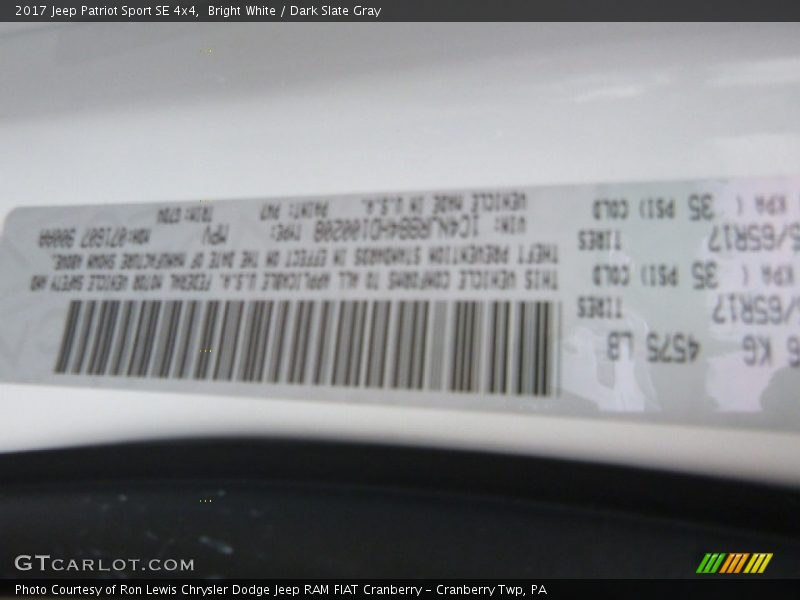 2017 Jeep Patriot Sport SE 4x4,  Bright White / Dark Slate Gray
4575 LB
KG
TIRES
/65R17
KPA ( 35 PSI) COLD
TIRES
/65R17
KPA ( 35 PSI) COLD
THIS VEHICLE CONFORMS TO ALL APPLICABLE U.S.A. FEDERAL MOTOR VEHICLE SAFETY AND
THEFT PREVENTION STANDARDS IN EFFECT ON THE DATE OF MANUFACTURE SHOWN ABOVE.
VIN: TYPE: MPV
VEHICLE MADE IN U.S.A. PAINT: PW7 TRIM:
GTCARLOT.COM
Photo Courtesy of Ron Lewis Chrysler Dodge Jeep RAM FIAT Cranberry – Cranberry Twp, PA